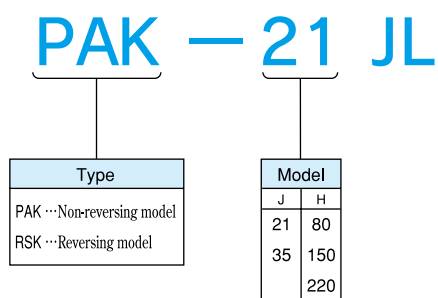 PAK — 21 JL
Type
PAK ···Non-reversing model
RSK ···Reversing model
Model
J H
21 80
35 150
220